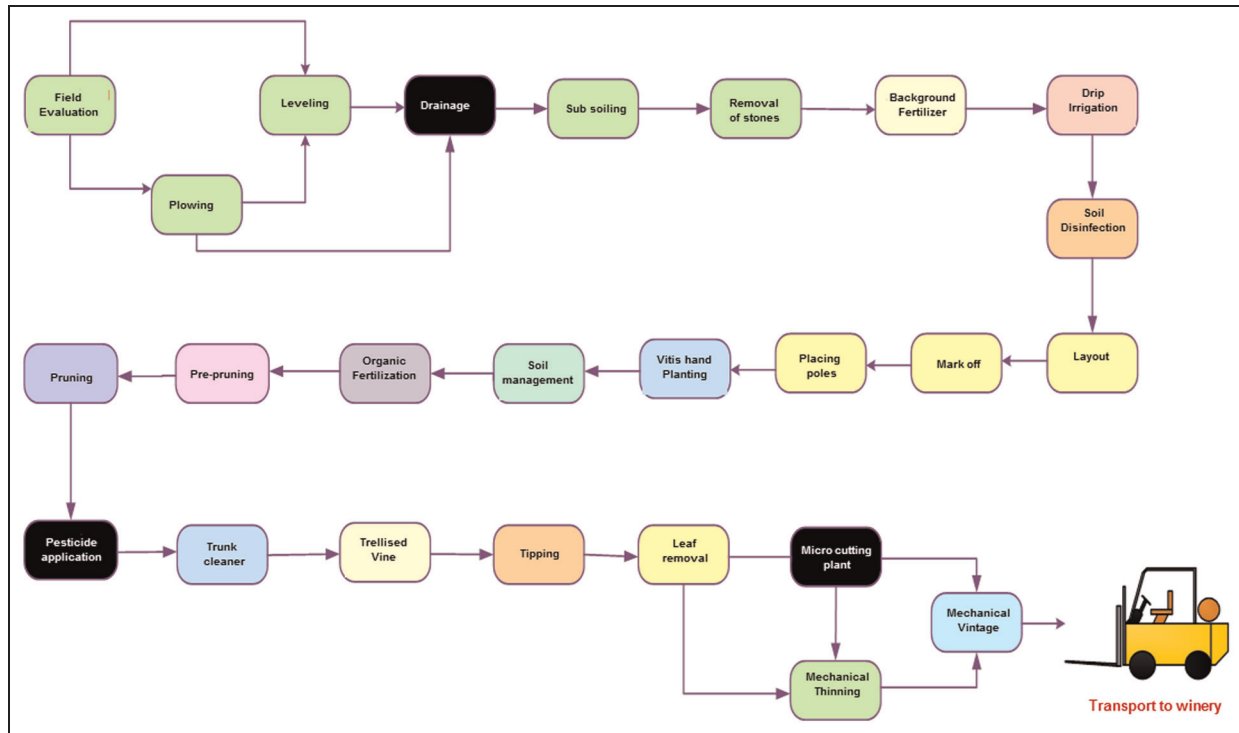 Field
Evaluation
Leveling
Drainage
Sub soiling
Removal
of stones
Background
Fertilizer
Drip
Irrigation
Plowing
Soil
Disinfection
Pruning
Pre-pruning
Organic
Fertilization
Soil
management
Vitis hand
Planting
Placing
poles
Mark off
Layout
Pesticide
application
Trunk
cleaner
Trellised
Vine
Tipping
Leaf
removal
Micro cutting
plant
Mechanical
Vintage
Mechanical
Thinning
Transport to winery